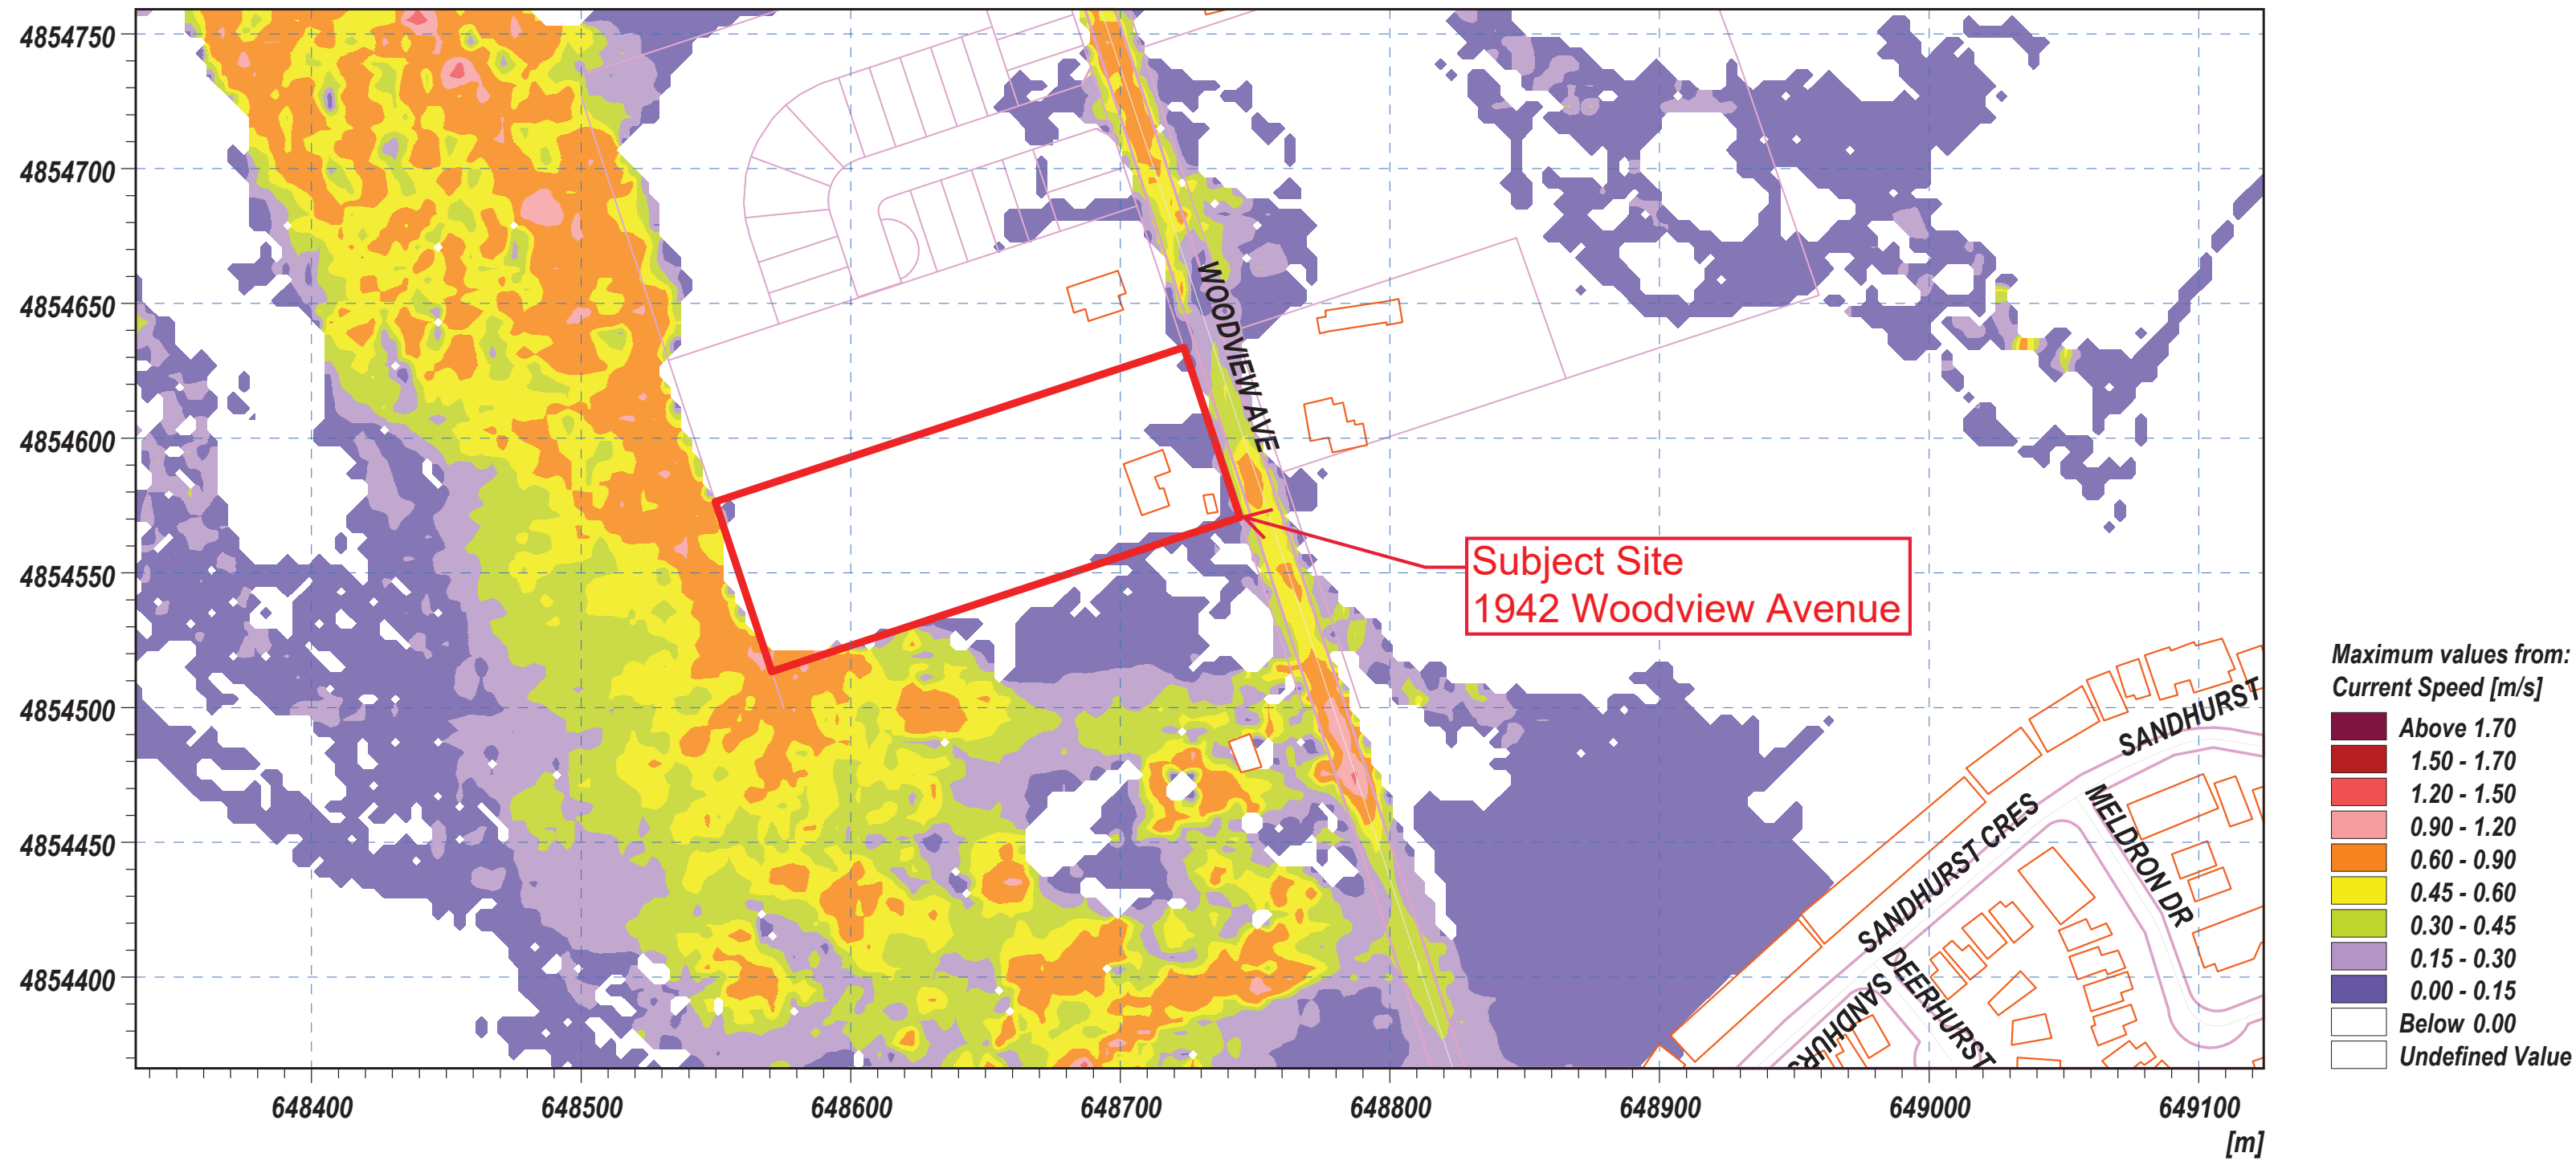 4854750
4854700
4854650
4854600
4854550
4854500
4854450
4854400
648400
648500
648600
648700
648800
648900
649000
649100
[m]
WOODVIEW AVE
Subject Site
1942 Woodview Avenue
SANDHURST
SANDHURST CRES
MELDRON DR
DEERHURST
SANDHURS
Maximum values from:
Current Speed [m/s]
Above 1.70
1.50 - 1.70
1.20 - 1.50
0.90 - 1.20
0.60 - 0.90
0.45 - 0.60
0.30 - 0.45
0.15 - 0.30
0.00 - 0.15
Below 0.00
Undefined Value